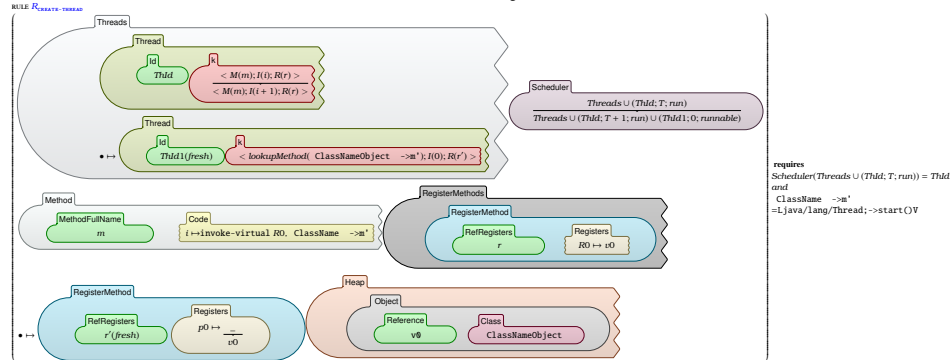 RULE R_CREATE-THREAD
Threads
Thread
Id
ThId
k
< M(m); I(i); R(r) >
< M(m); I(i+1); R(r) >
Scheduler
Threads ∪ (ThId; T; run)
Threads ∪ (ThId; T + 1; run) ∪ (ThId1; 0; runnable)
Thread
Id
• ↦ ThId1(fresh)
k
< lookupMethod( ClassNameObject ->m'); I(0); R(r') >
requires
Scheduler(Threads ∪ (ThId; T; run)) = ThId
and
ClassName ->m'
=Ljava/lang/Thread;->start()V
Method
MethodFullName
m
Code
i ↦ invoke-virtual R0, ClassName ->m'
RegisterMethods
RegisterMethod
RefRegisters
r
Registers
R0 ↦ v0
RegisterMethod
RefRegisters
• ↦ r'(fresh)
Registers
p0 ↦ _
v0
Heap
Object
Reference
v0
Class
ClassNameObject